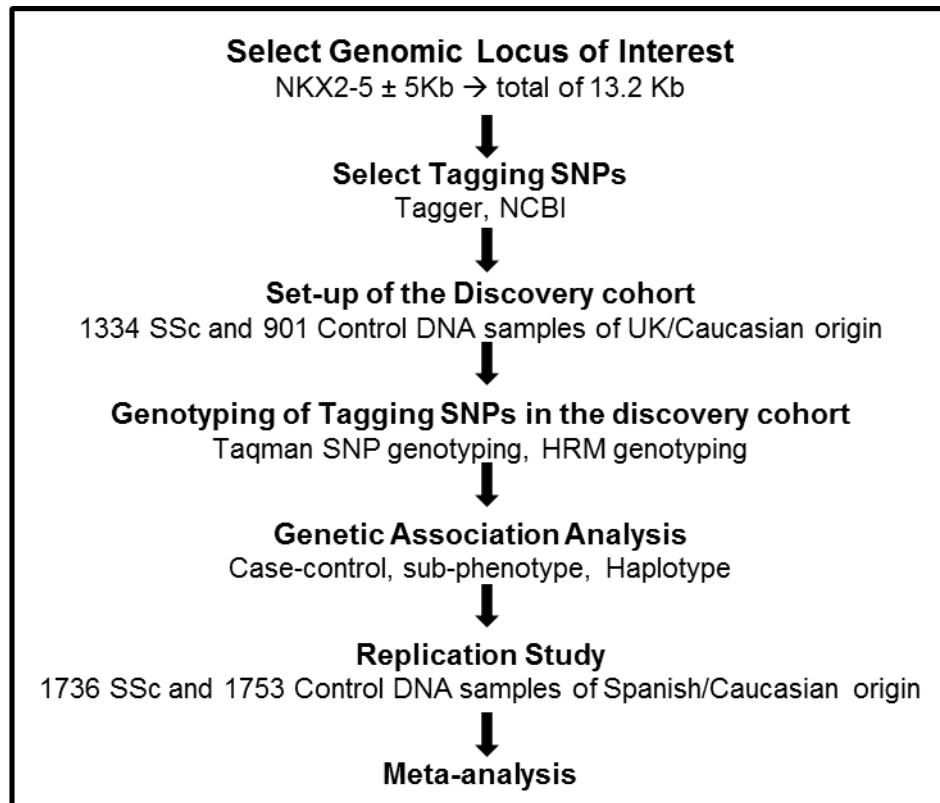 Select Genomic Locus of Interest
NKX2-5 ± 5Kb → total of 13.2 Kb
Select Tagging SNPs
Tagger, NCBI
Set-up of the Discovery cohort
1334 SSc and 901 Control DNA samples of UK/Caucasian origin
Genotyping of Tagging SNPs in the discovery cohort
Taqman SNP genotyping, HRM genotyping
Genetic Association Analysis
Case-control, sub-phenotype, Haplotype
Replication Study
1736 SSc and 1753 Control DNA samples of Spanish/Caucasian origin
Meta-analysis